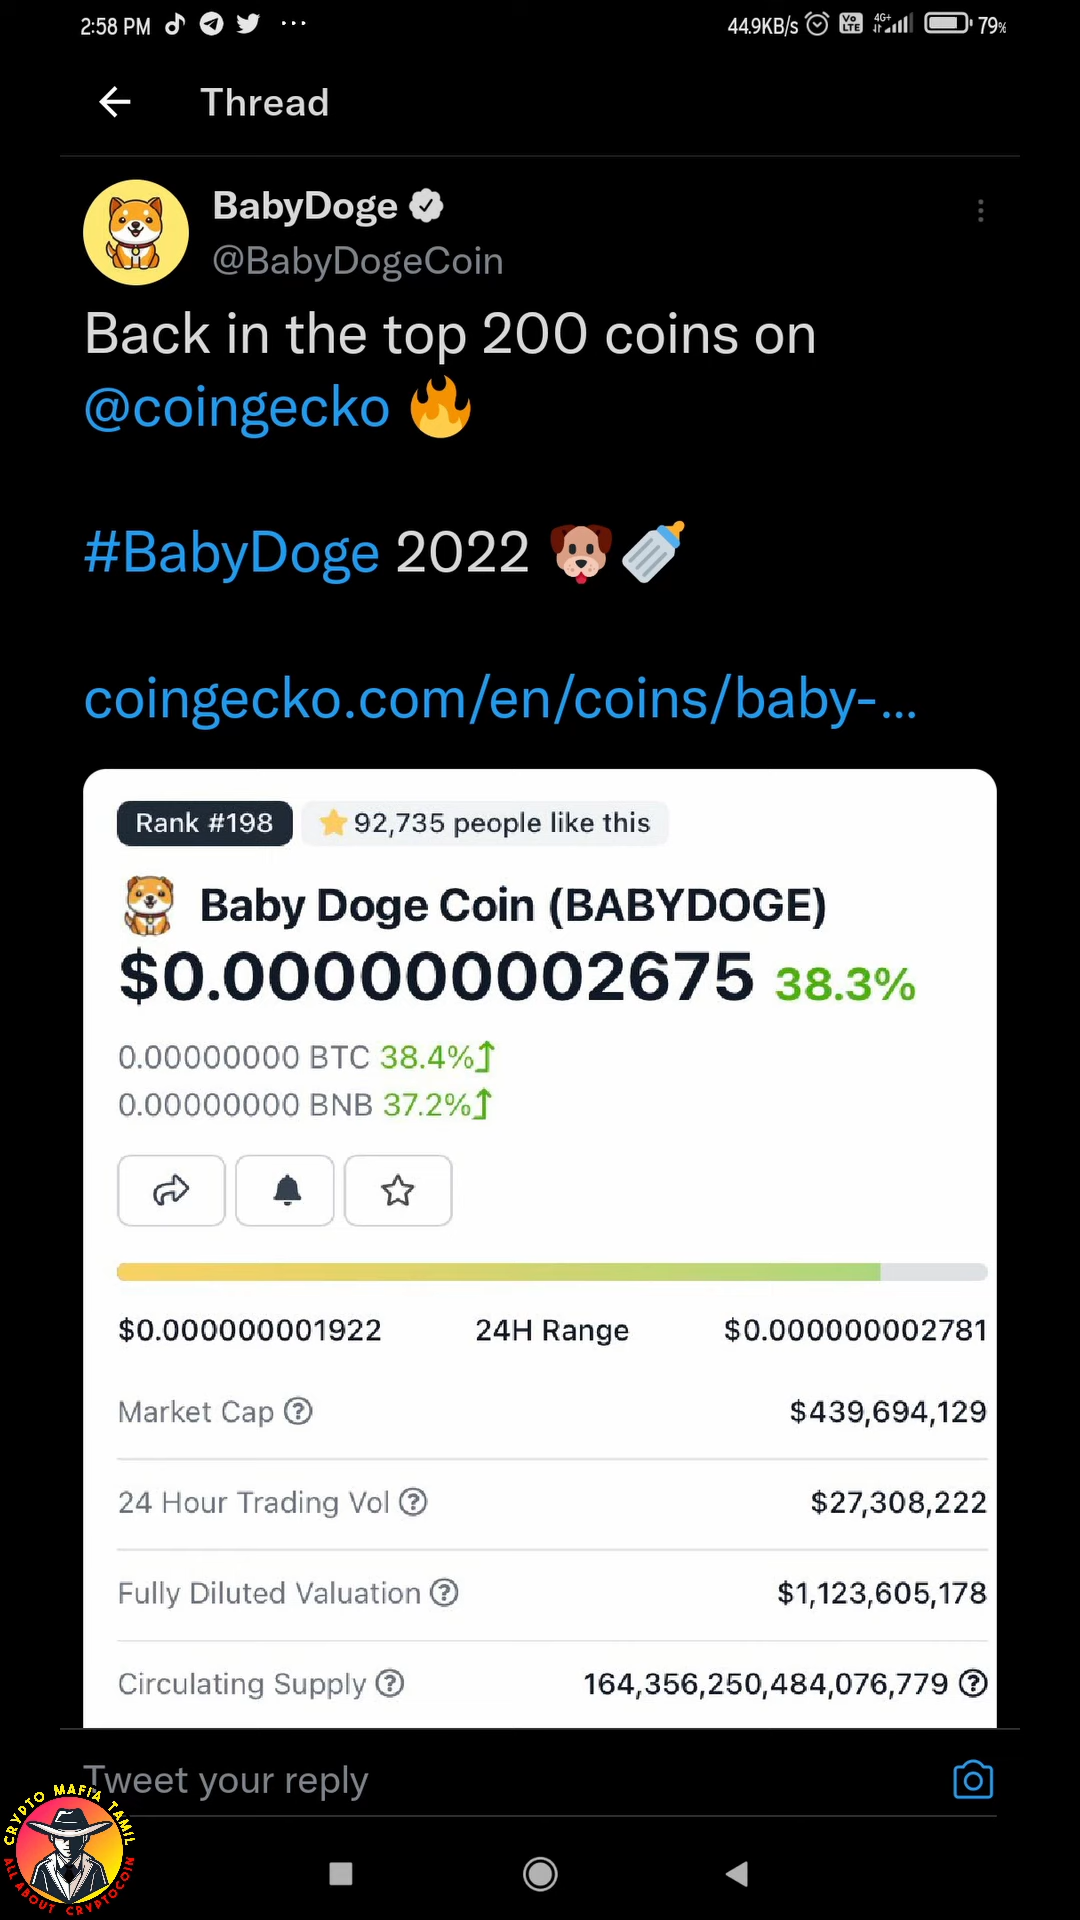 2:58 PM ... 44.9KB/s Vo LTE 4G+ 79%
Thread
BabyDoge
@BabyDogeCoin
Back in the top 200 coins on
@coingecko 🔥
#BabyDoge 2022 🐶🍼
coingecko.com/en/coins/baby-...
Rank #198 ⭐ 92,735 people like this
Baby Doge Coin (BABYDOGE)
$0.000000002675 38.3%
0.00000000 BTC 38.4%
0.00000000 BNB 37.2%
$0.000000001922 24H Range $0.000000002781
Market Cap ? $439,694,129
24 Hour Trading Vol ? $27,308,222
Fully Diluted Valuation ? $1,123,605,178
Circulating Supply ? 164,356,250,484,076,779 ?
Tweet your reply
CRYPTO MAFIA TAMIL
ALL ABOUT CRYPTOCOIN